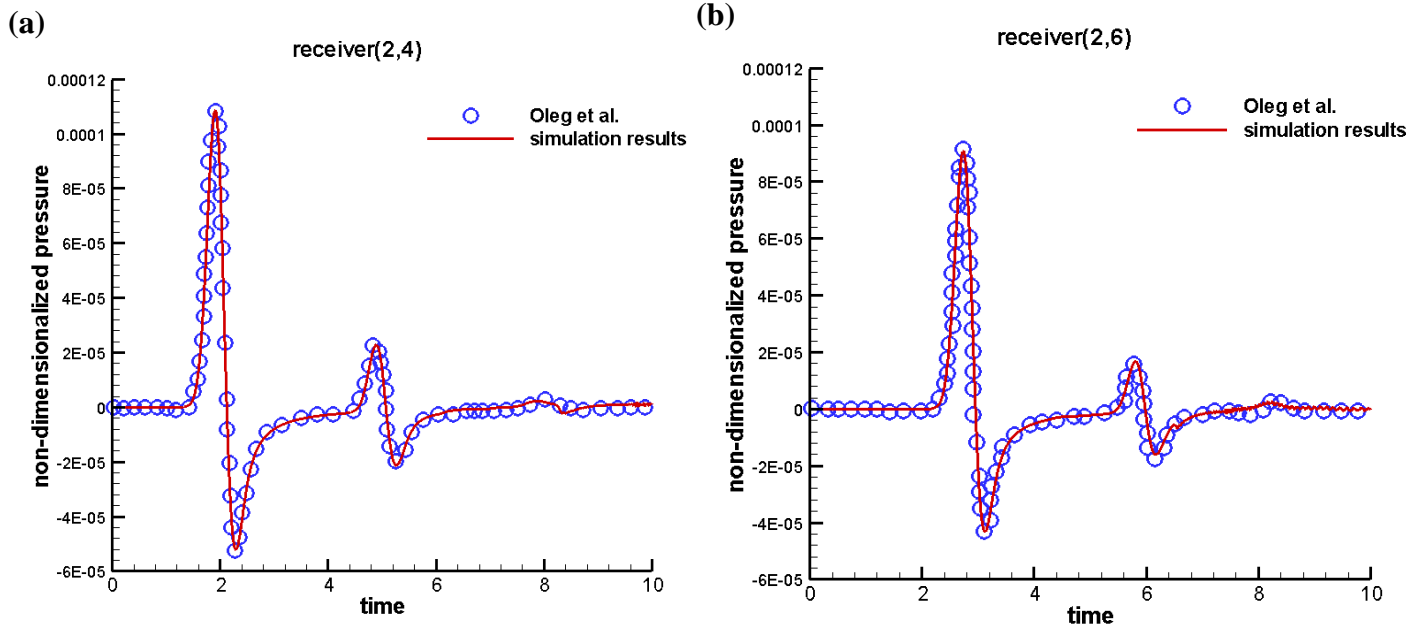 (a)
receiver(2,4)
0.00012
0.0001
8E-05
6E-05
4E-05
2E-05
0
-2E-05
-4E-05
-6E-05
non-dimensionalized pressure
Oleg et al.
simulation results
0 2 4 6 8 10
time
(b)
receiver(2,6)
0.00012
0.0001
8E-05
6E-05
4E-05
2E-05
0
-2E-05
-4E-05
-6E-05
non-dimensionalized pressure
Oleg et al.
simulation results
0 2 4 6 8 10
time